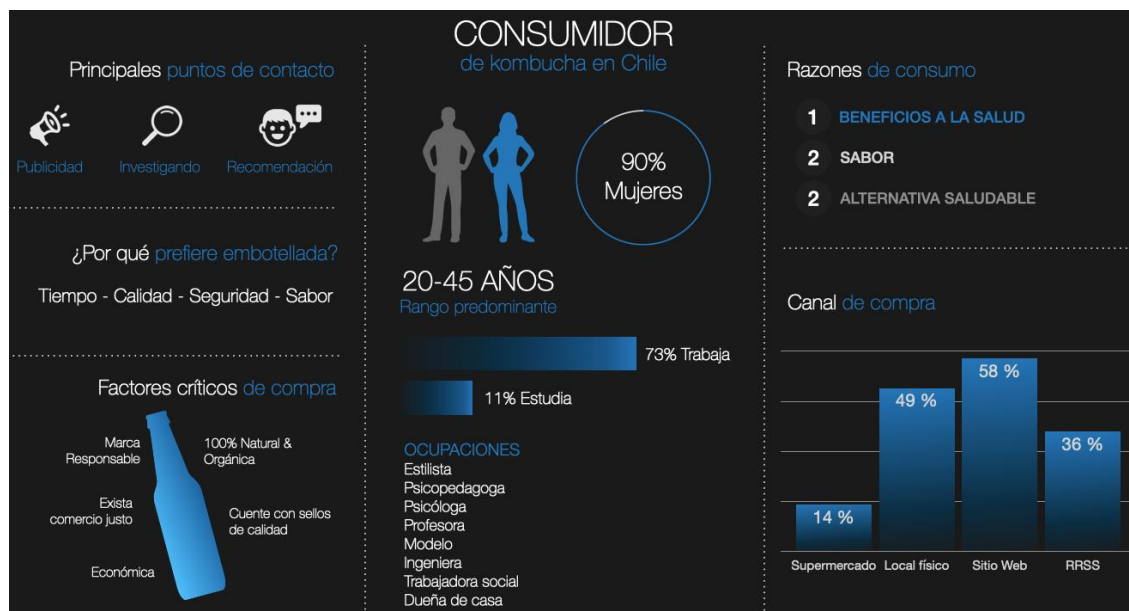 CONSUMIDOR
de kombucha en Chile
Principales puntos de contacto
Publicidad
Investigando
Recomendación
¿Por qué prefiere embotellada?
Tiempo - Calidad - Seguridad - Sabor
Factores críticos de compra
Marca
Responsable
100% Natural &
Orgánica
Exista
comercio justo
Cuente con sellos
de calidad
Económica
90%
Mujeres
20-45 AÑOS
Rango predominante
73% Trabaja
11% Estudia
OCUPACIONES
Estilista
Psicopedagoga
Psicóloga
Profesora
Modelo
Ingeniera
Trabajadora social
Dueña de casa
Razones de consumo
1 BENEFICIOS A LA SALUD
2 SABOR
2 ALTERNATIVA SALUDABLE
Canal de compra
14 %
49 %
58 %
36 %
Supermercado
Local físico
Sitio Web
RRSS